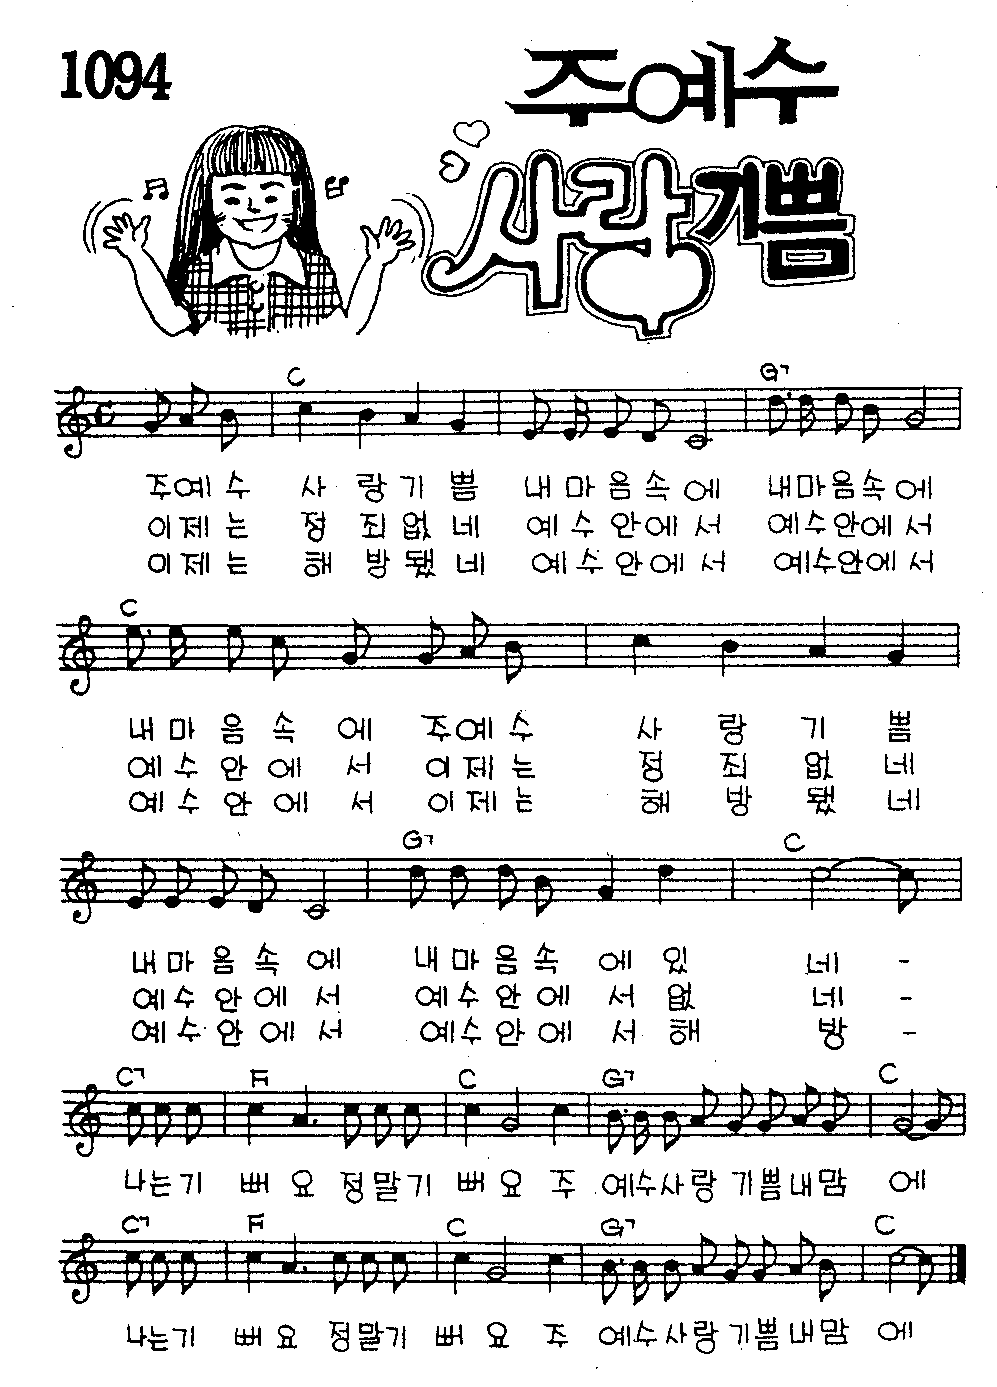 1094
주예수
사랑기쁨
C G7
주예수 사랑기쁨 내마음속에 내마음속에
이제는 정죄없네 예수안에서 예수안에서
이제는 해방됐네 예수안에서 예수안에서
C
내마음속에 주예수 사랑기쁨
예수안에서 이제는 정죄없네
예수안에서 이제는 해방됐네
G7 C
내마음속에 내마음속에있네-
예수안에서 예수안에서없네-
예수안에서 예수안에서해방-
C7 F C G7 C
나는기뻐요 정말기뻐요 주예수사랑기쁨내맘에
C7 F C G7 C
나는기뻐요 정말기뻐요 주예수사랑기쁨내맘에